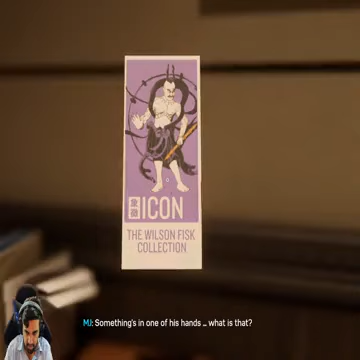 ICON
THE WILSON FISK
COLLECTION
MJ: Something's in one of his hands ... what is that?